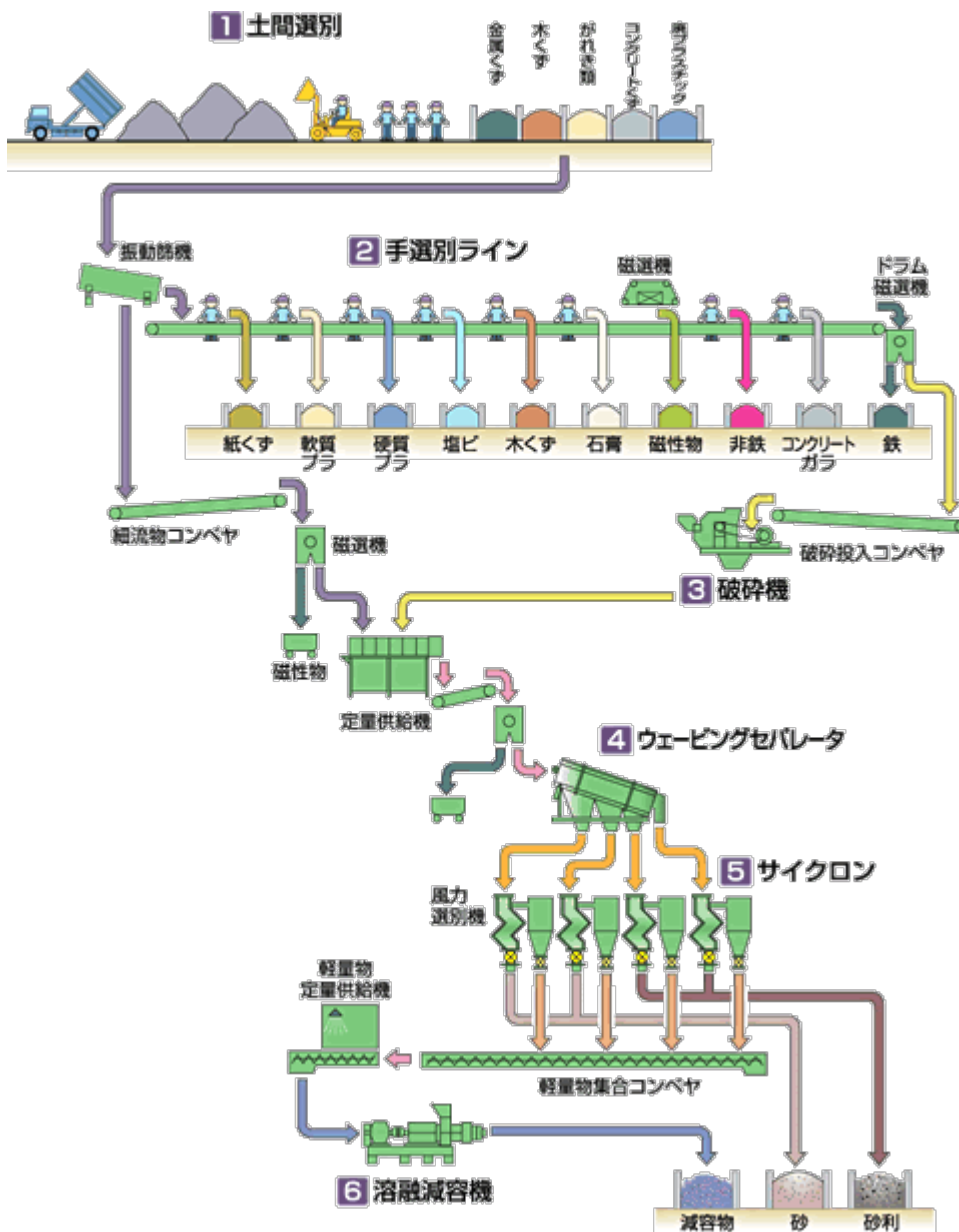 1 土間選別
金属くず
木くず
がれき類
コンクリートくず
廃プラスチック
振動篩機
2 手選別ライン
磁選機
ドラム
磁選機
紙くず
軟質
プラ
硬質
プラ
塩ビ
木くず
石膏
磁性物
非鉄
コンクリート
ガラ
鉄
細流物コンベヤ
磁選機
破砕投入コンベヤ
3 破砕機
磁性物
定量供給機
4 ウェービングセパレータ
5 サイクロン
風力
選別機
軽量物
定量供給機
軽量物集合コンベヤ
6 溶融減容機
減容物
砂
砂利